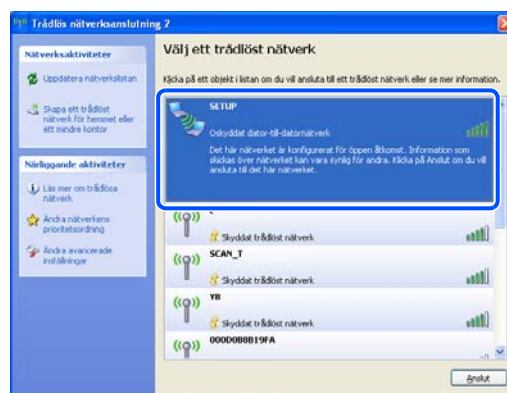 Trådlös nätverksanslutning 2
Nätverksaktiviteter
Uppdatera nätverkslistan
Skapa ett trådlöst
nätverk för hemmet eller
ett mindre kontor
Närliggande aktiviteter
Läs mer om trådlösa
nätverk
Ändra nätverkens
prioritetsordning
Ändra avancerade
inställningar
Välj ett trådlöst nätverk
Klicka på ett objekt i listan om du vill ansluta till ett trådlöst nätverk eller se mer information.
SETUP
Oskyddat dator-till-datornätverk
Det här nätverket är konfigurerat för öppen åtkomst. Information som
skickas över nätverket kan vara synlig för andra. Klicka på Anslut om du vill
ansluta till det här nätverket.
Skyddat trådlöst nätverk
SCAN_T
Skyddat trådlöst nätverk
YB
Skyddat trådlöst nätverk
000D0B8B19FA
Anslut